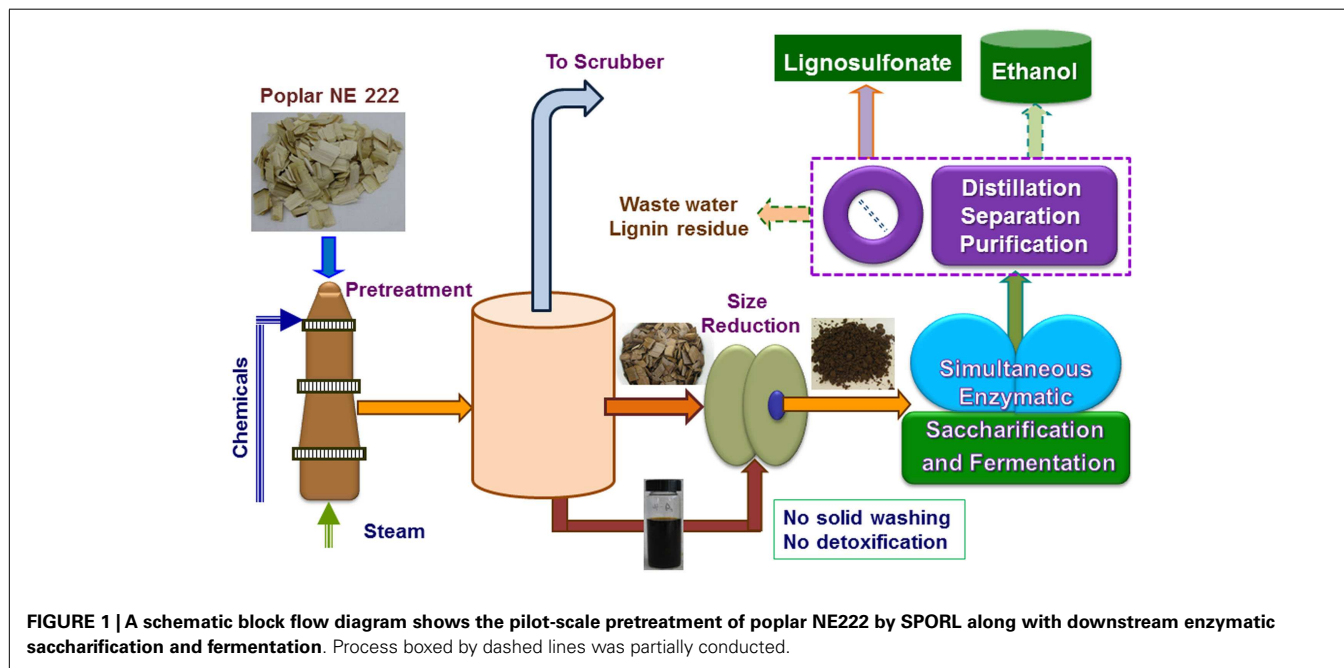 To Scrubber
Lignosulfonate
Ethanol
Poplar NE 222
Waste water
Lignin residue
Distillation
Separation
Purification
Pretreatment
Size
Reduction
Chemicals
Simultaneous
Enzymatic
Saccharification
and Fermentation
Steam
No solid washing
No detoxification
FIGURE 1 | A schematic block flow diagram shows the pilot-scale pretreatment of poplar NE222 by SPORL along with downstream enzymatic
saccharification and fermentation. Process boxed by dashed lines was partially conducted.